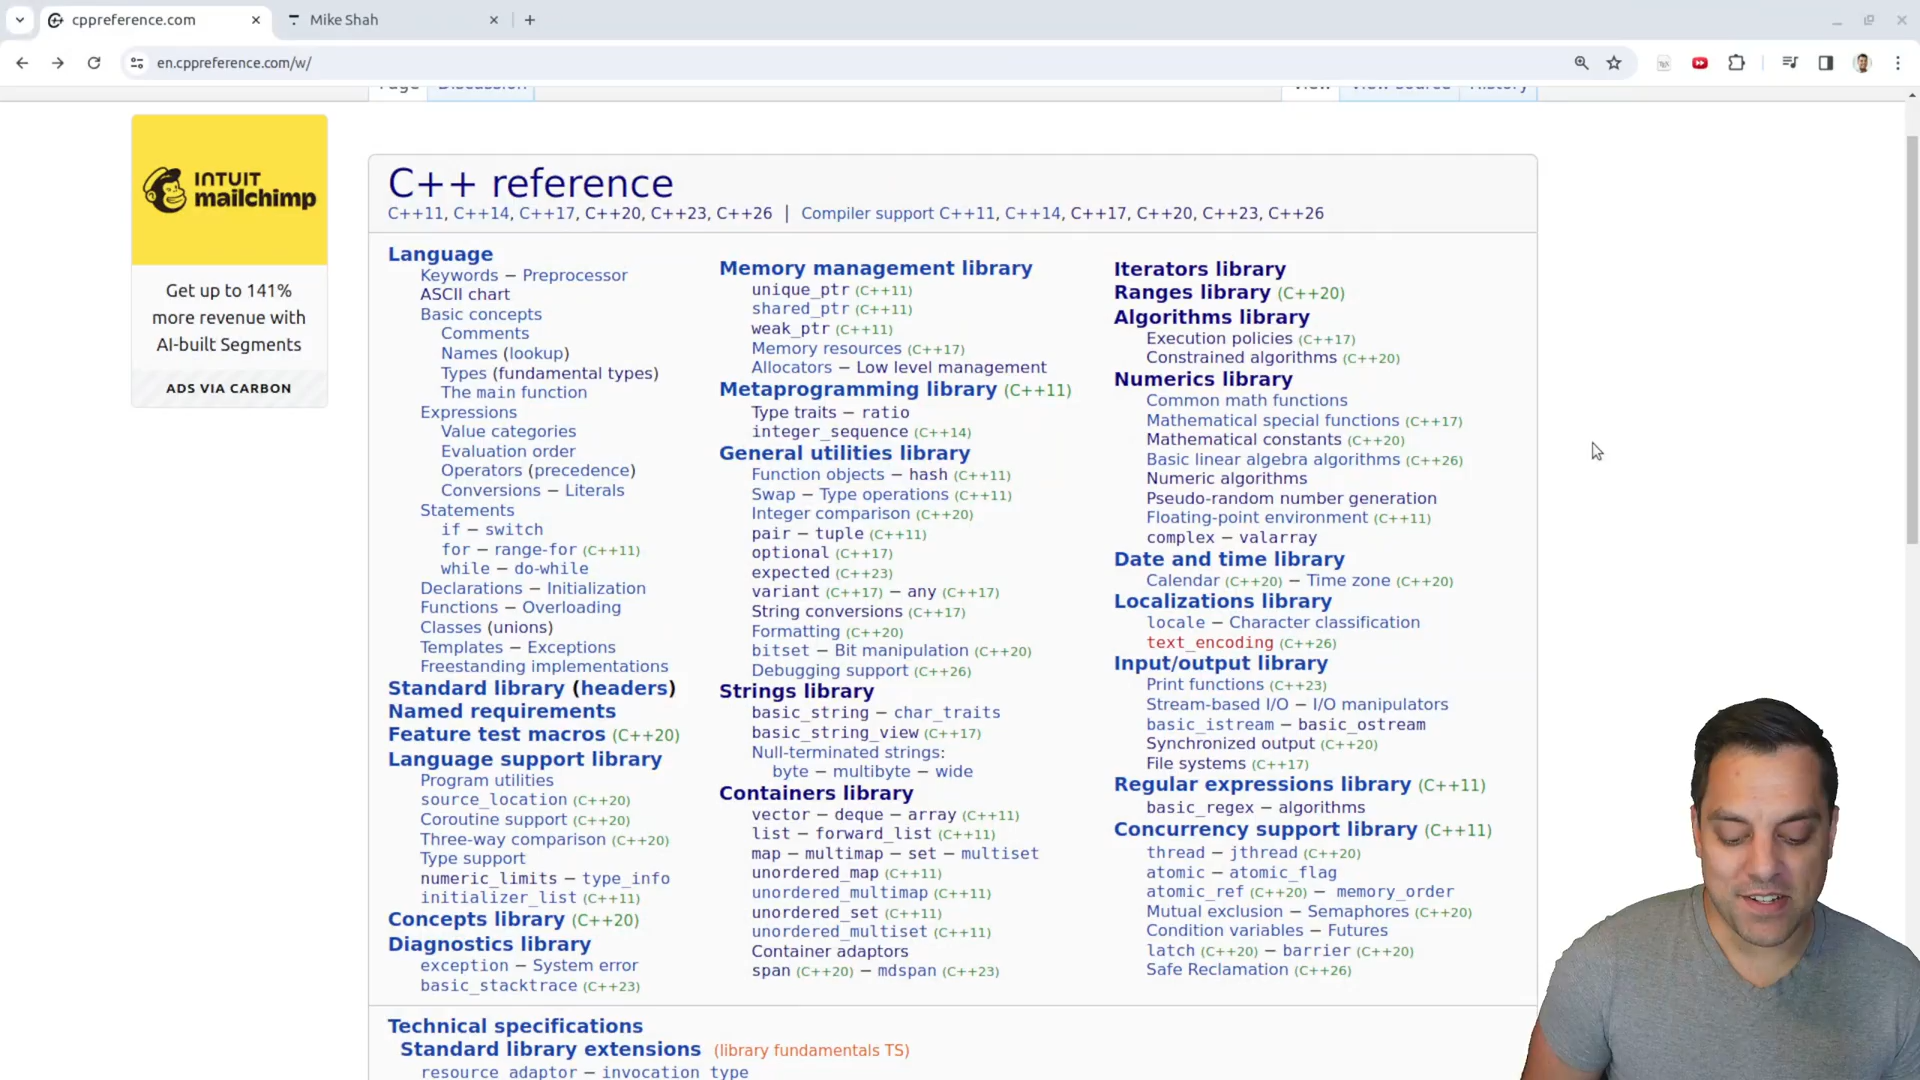 cppreference.com
Mike Shah
en.cppreference.com/w/
Page
Discussion
View
View source
History
INTUIT
mailchimp
Get up to 141%
more revenue with
AI-built Segments
ADS VIA CARBON
C++ reference
C++11, C++14, C++17, C++20, C++23, C++26 | Compiler support C++11, C++14, C++17, C++20, C++23, C++26
Language
Keywords − Preprocessor
ASCII chart
Basic concepts
Comments
Names (lookup)
Types (fundamental types)
The main function
Expressions
Value categories
Evaluation order
Operators (precedence)
Conversions − Literals
Statements
if − switch
for − range-for (C++11)
while − do-while
Declarations − Initialization
Functions − Overloading
Classes (unions)
Templates − Exceptions
Freestanding implementations
Standard library (headers)
Named requirements
Feature test macros (C++20)
Language support library
Program utilities
source_location (C++20)
Coroutine support (C++20)
Three-way comparison (C++20)
Type support
numeric_limits − type_info
initializer_list (C++11)
Concepts library (C++20)
Diagnostics library
exception − System error
basic_stacktrace (C++23)
Memory management library
unique_ptr (C++11)
shared_ptr (C++11)
weak_ptr (C++11)
Memory resources (C++17)
Allocators − Low level management
Metaprogramming library (C++11)
Type traits − ratio
integer_sequence (C++14)
General utilities library
Function objects − hash (C++11)
Swap − Type operations (C++11)
Integer comparison (C++20)
pair − tuple (C++11)
optional (C++17)
expected (C++23)
variant (C++17) − any (C++17)
String conversions (C++17)
Formatting (C++20)
bitset − Bit manipulation (C++20)
Debugging support (C++26)
Strings library
basic_string − char_traits
basic_string_view (C++17)
Null-terminated strings:
byte − multibyte − wide
Containers library
vector − deque − array (C++11)
list − forward_list (C++11)
map − multimap − set − multiset
unordered_map (C++11)
unordered_multimap (C++11)
unordered_set (C++11)
unordered_multiset (C++11)
Container adaptors
span (C++20) − mdspan (C++23)
Iterators library
Ranges library (C++20)
Algorithms library
Execution policies (C++17)
Constrained algorithms (C++20)
Numerics library
Common math functions
Mathematical special functions (C++17)
Mathematical constants (C++20)
Basic linear algebra algorithms (C++26)
Numeric algorithms
Pseudo-random number generation
Floating-point environment (C++11)
complex − valarray
Date and time library
Calendar (C++20) − Time zone (C++20)
Localizations library
locale − Character classification
text_encoding (C++26)
Input/output library
Print functions (C++23)
Stream-based I/O − I/O manipulators
basic_istream − basic_ostream
Synchronized output (C++20)
File systems (C++17)
Regular expressions library (C++11)
basic_regex − algorithms
Concurrency support library (C++11)
thread − jthread (C++20)
atomic − atomic_flag
atomic_ref (C++20) − memory_order
Mutual exclusion − Semaphores (C++20)
Condition variables − Futures
latch (C++20) − barrier (C++20)
Safe Reclamation (C++26)
Technical specifications
Standard library extensions (library fundamentals TS)
resource_adaptor − invocation_type